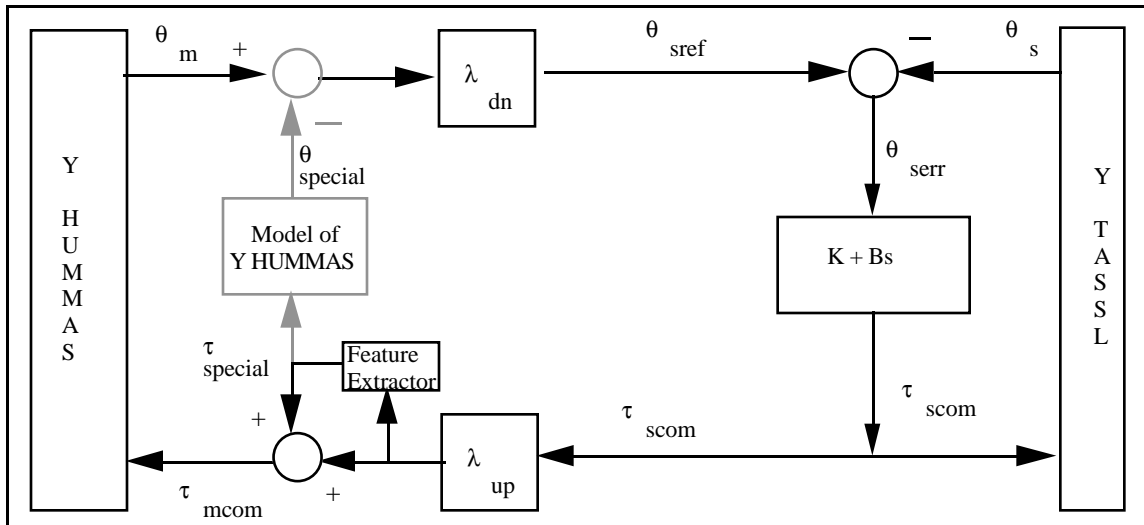 θ m
+
λ dn
θ sref
−
θ s
Y HUMMAS
−
θ special
θ serr
Y TASSL
Model of
Y HUMMAS
K + Bs
τ special
Feature
Extractor
+
τ scom
τ scom
λ up
τ mcom
+